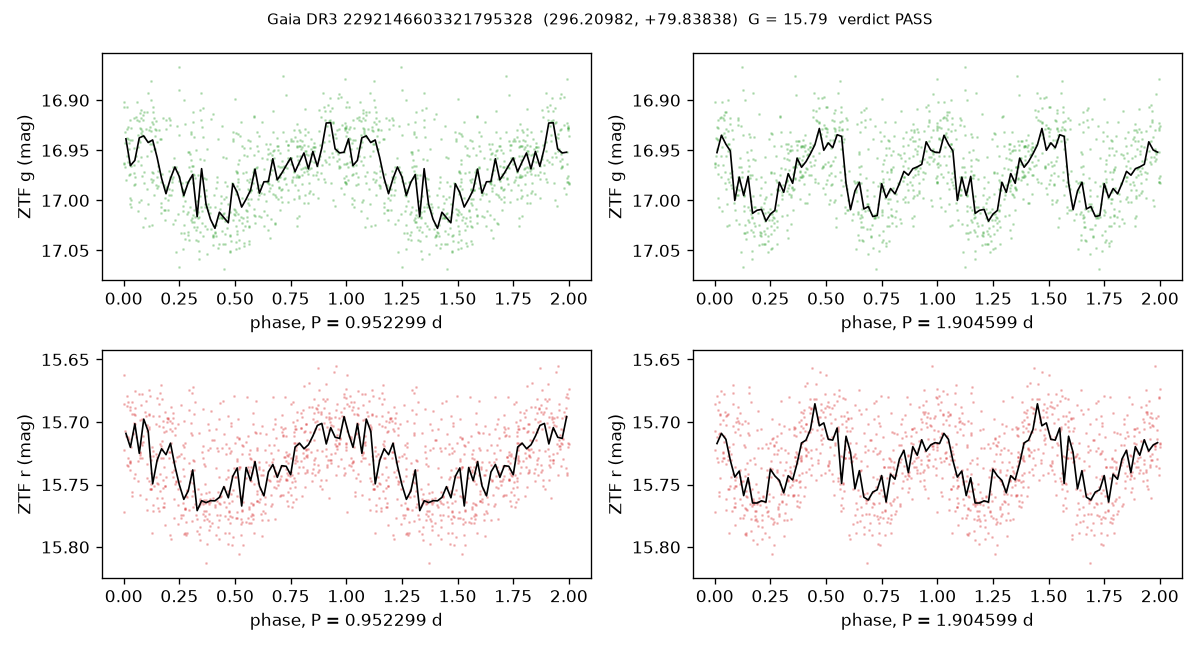 Gaia DR3 2292146603321795328 (296.20982, +79.83838) G = 15.79 verdict PASS
ZTF g (mag)
16.90
16.95
17.00
17.05
0.00 0.25 0.50 0.75 1.00 1.25 1.50 1.75 2.00
phase, P = 0.952299 d
ZTF g (mag)
16.90
16.95
17.00
17.05
0.00 0.25 0.50 0.75 1.00 1.25 1.50 1.75 2.00
phase, P = 1.904599 d
ZTF r (mag)
15.65
15.70
15.75
15.80
0.00 0.25 0.50 0.75 1.00 1.25 1.50 1.75 2.00
phase, P = 0.952299 d
ZTF r (mag)
15.65
15.70
15.75
15.80
0.00 0.25 0.50 0.75 1.00 1.25 1.50 1.75 2.00
phase, P = 1.904599 d